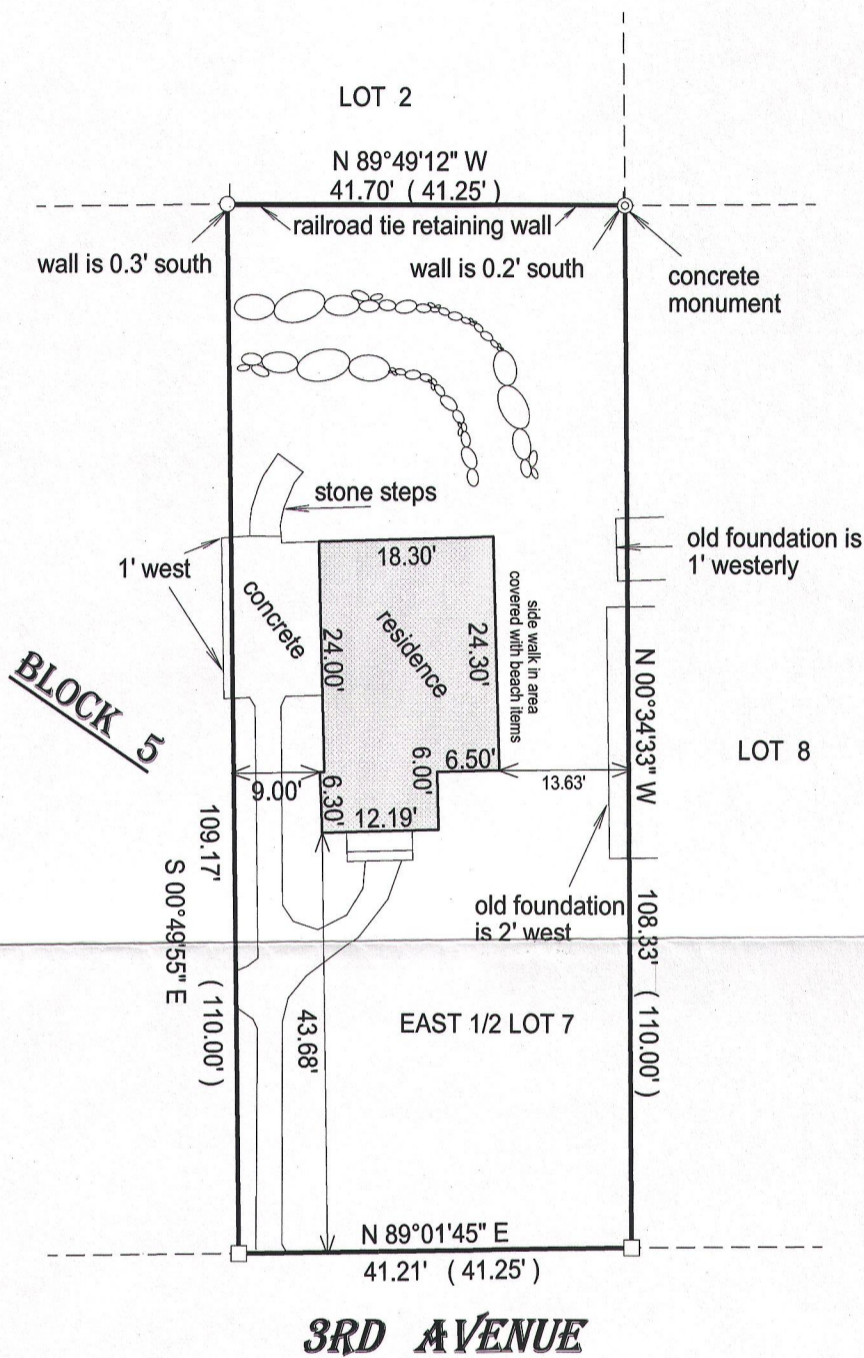 LOT 2
N 89°49'12" W
41.70' ( 41.25' )
railroad tie retaining wall
wall is 0.3' south
wall is 0.2' south
concrete
monument
stone steps
old foundation is
1' westerly
1' west
18.30'
concrete
residence
24.00'
24.30'
side walk in area
covered with beach items
BLOCK 5
N 00°34'33" W
LOT 8
6.00'
6.50'
9.00'
6.30'
12.19'
13.63'
109.17'
S 00°49'55" E
( 110.00' )
old foundation
is 2' west
108.33'
( 110.00' )
43.68'
EAST 1/2 LOT 7
N 89°01'45" E
41.21' ( 41.25' )
3RD AVENUE